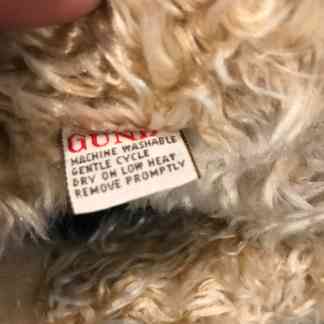 GUND
MACHINE WASHABLE
GENTLE CYCLE
DRY ON LOW HEAT
REMOVE PROMPTLY